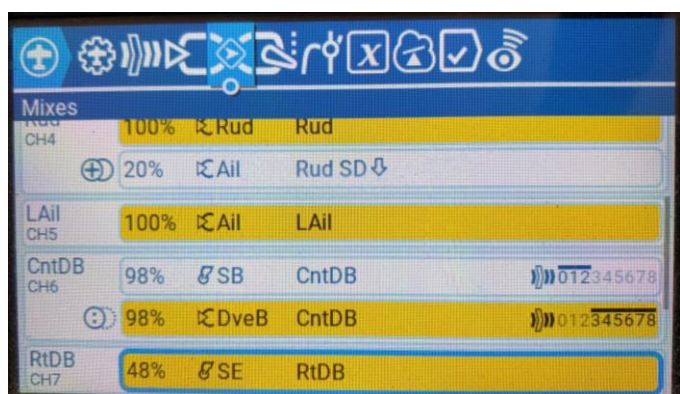 Mixes
Rud
CH4
100% Rud Rud
20% Ail Rud SD
LAil
CH5
100% Ail LAil
CntDB
CH6
98% SB CntDB 012345678
98% DveB CntDB 012345678
RtDB
CH7
48% SE RtDB